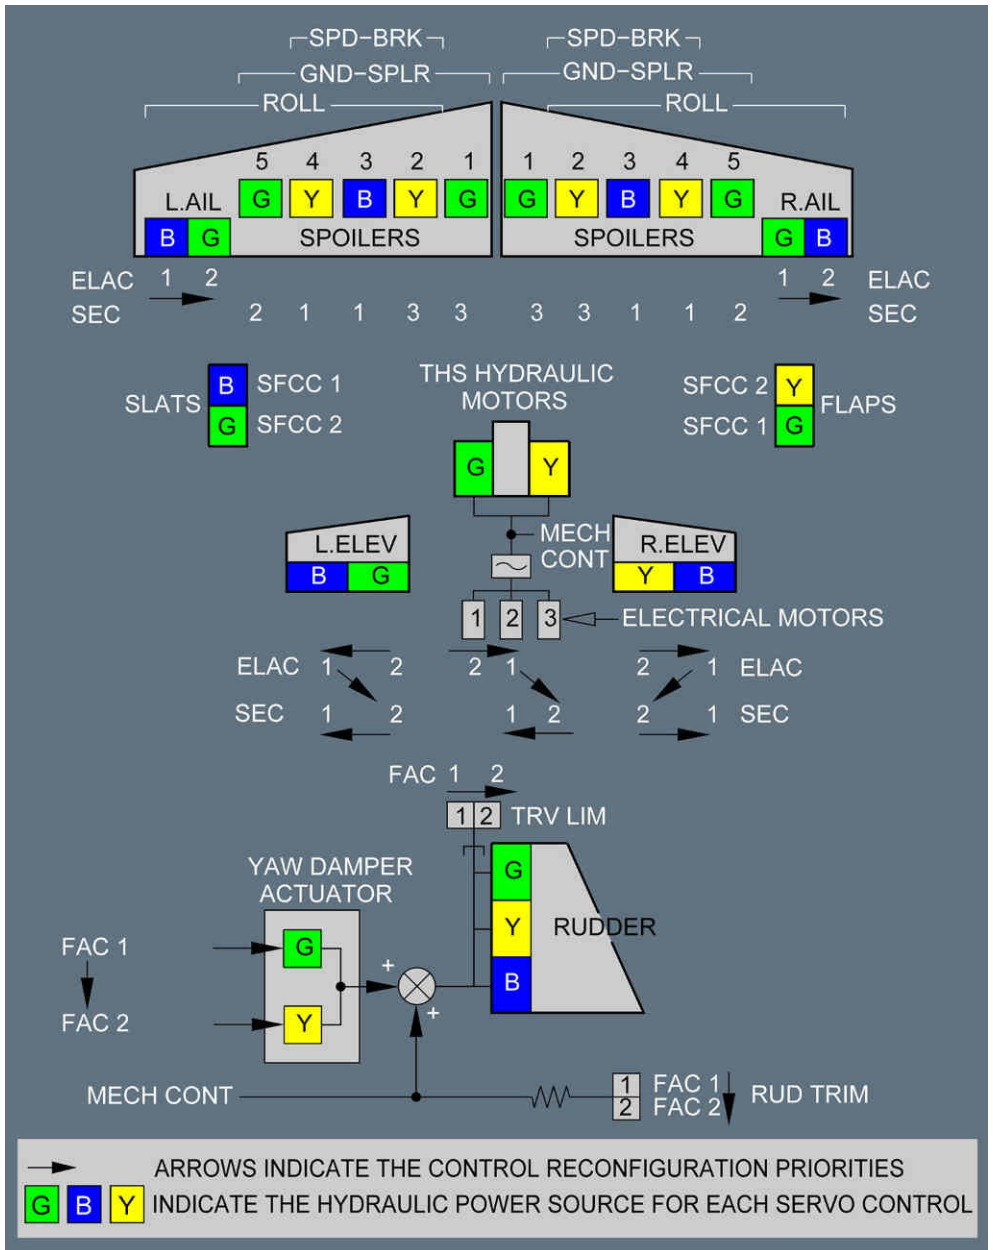 SPD-BRK SPD-BRK
GND-SPLR GND-SPLR
ROLL ROLL
5 4 3 2 1 1 2 3 4 5
G Y B Y G G Y B Y G
L.AIL R.AIL
B G SPOILERS SPOILERS G B
ELAC 1 2 1 2 ELAC
SEC 2 1 1 3 3 3 3 1 1 2 SEC
THS HYDRAULIC
MOTORS
SLATS B SFCC 1
G SFCC 2
SFCC 2 Y FLAPS
SFCC 1 G
G Y
MECH
CONT
L.ELEV R.ELEV
B G Y B
1 2 3 ELECTRICAL MOTORS
ELAC 1 2 2 1 2 1 ELAC
SEC 1 2 1 2 2 1 SEC
FAC 1 2
1 2 TRV LIM
YAW DAMPER
ACTUATOR
G
Y RUDDER
B
FAC 1 G
+
FAC 2 Y
+
MECH CONT
1 FAC 1
2 FAC 2
RUD TRIM
ARROWS INDICATE THE CONTROL RECONFIGURATION PRIORITIES
G B Y INDICATE THE HYDRAULIC POWER SOURCE FOR EACH SERVO CONTROL